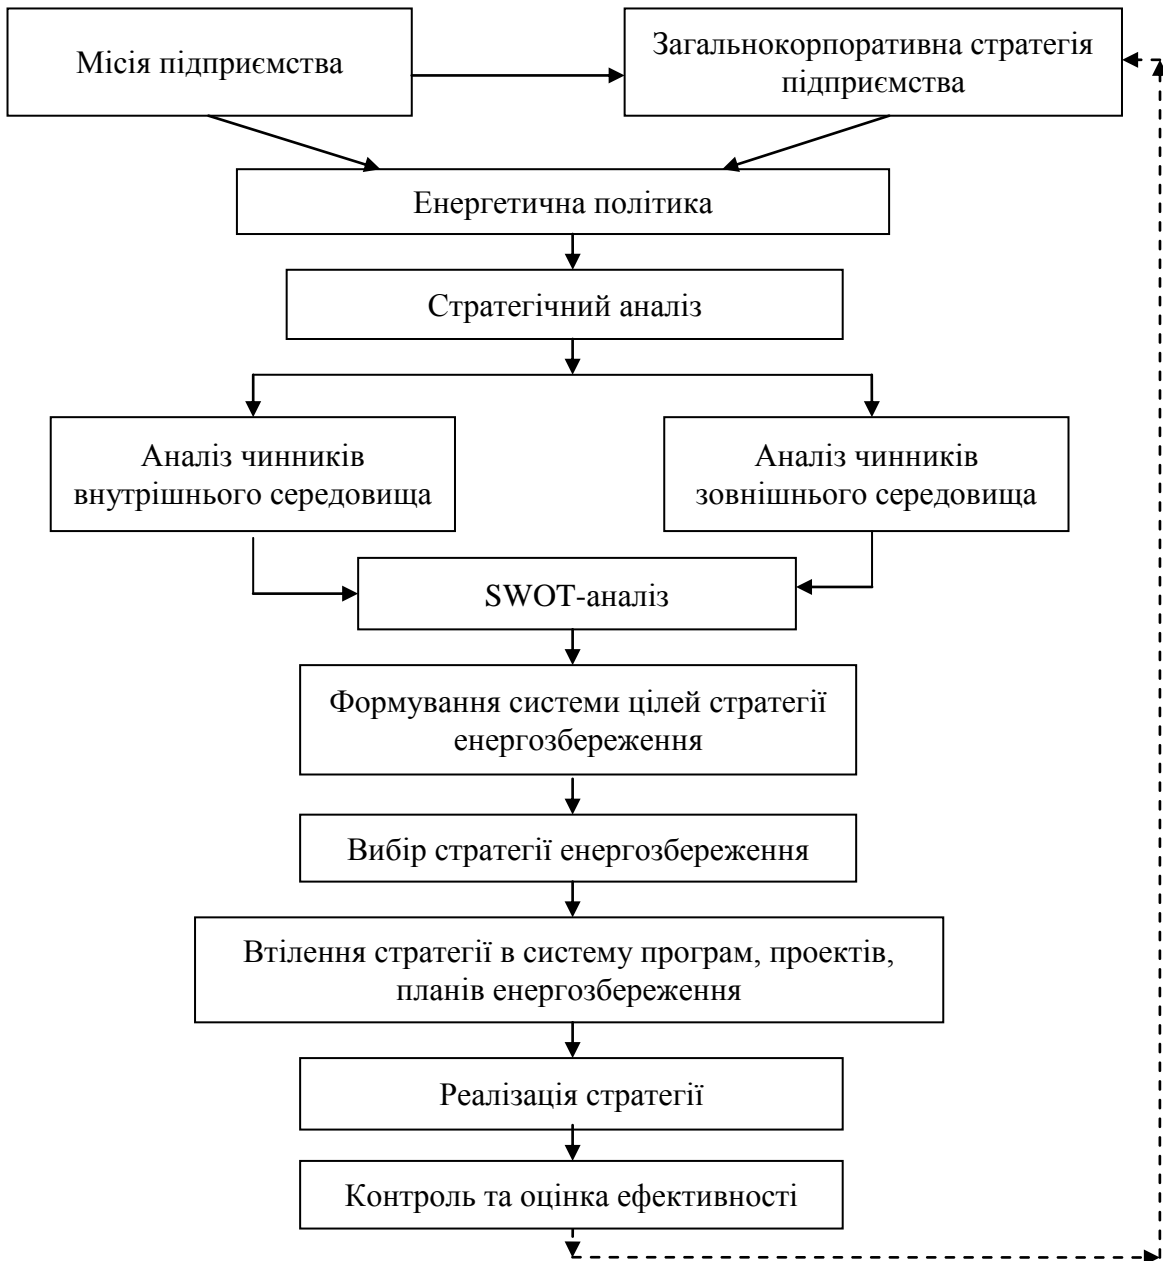 Місія підприємства
Загальнокорпоративна стратегія
підприємства
Енергетична політика
Стратегічний аналіз
Аналіз чинників
внутрішнього середовища
Аналіз чинників
зовнішнього середовища
SWOT-аналіз
Формування системи цілей стратегії
енергозбереження
Вибір стратегії енергозбереження
Втілення стратегії в систему програм, проектів,
планів енергозбереження
Реалізація стратегії
Контроль та оцінка ефективності